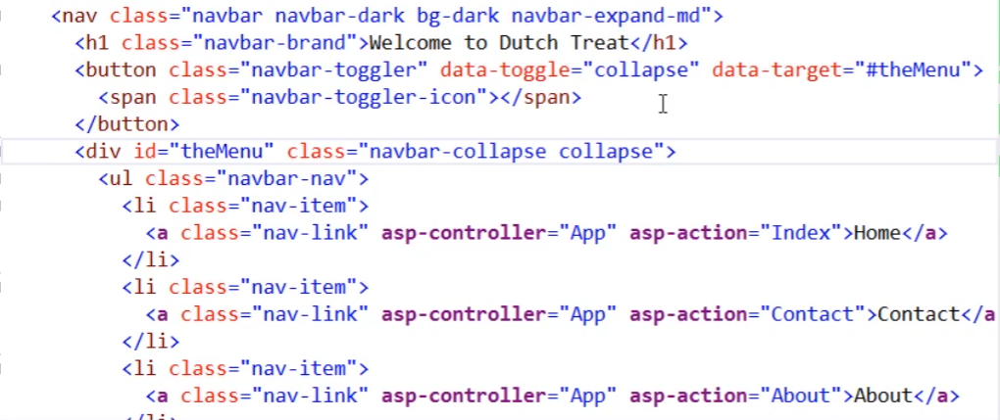 <nav class="navbar navbar-dark bg-dark navbar-expand-md">
<h1 class="navbar-brand">Welcome to Dutch Treat</h1>
<button class="navbar-toggler" data-toggle="collapse" data-target="#theMenu">
<span class="navbar-toggler-icon"></span>
</button>
<div id="theMenu" class="navbar-collapse collapse">
<ul class="navbar-nav">
<li class="nav-item">
<a class="nav-link" asp-controller="App" asp-action="Index">Home</a>
</li>
<li class="nav-item">
<a class="nav-link" asp-controller="App" asp-action="Contact">Contact</a
</li>
<li class="nav-item">
<a class="nav-link" asp-controller="App" asp-action="About">About</a>